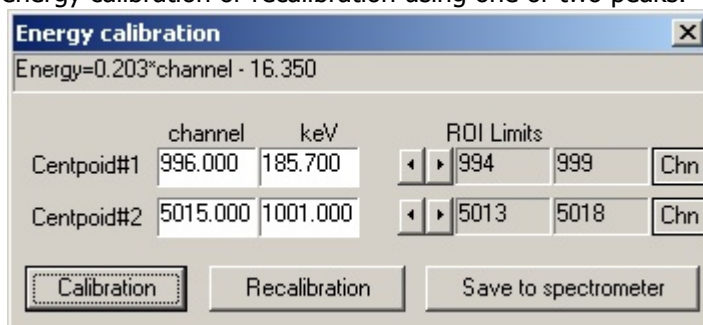 energy calibration or recalibration using one or two peaks.
Energy calibration
Energy=0.203*channel - 16.350
channel keV ROI Limits
Centpoid#1 996.000 185.700 994 999 Chn
Centpoid#2 5015.000 1001.000 5013 5018 Chn
Calibration Recalibration Save to spectrometer